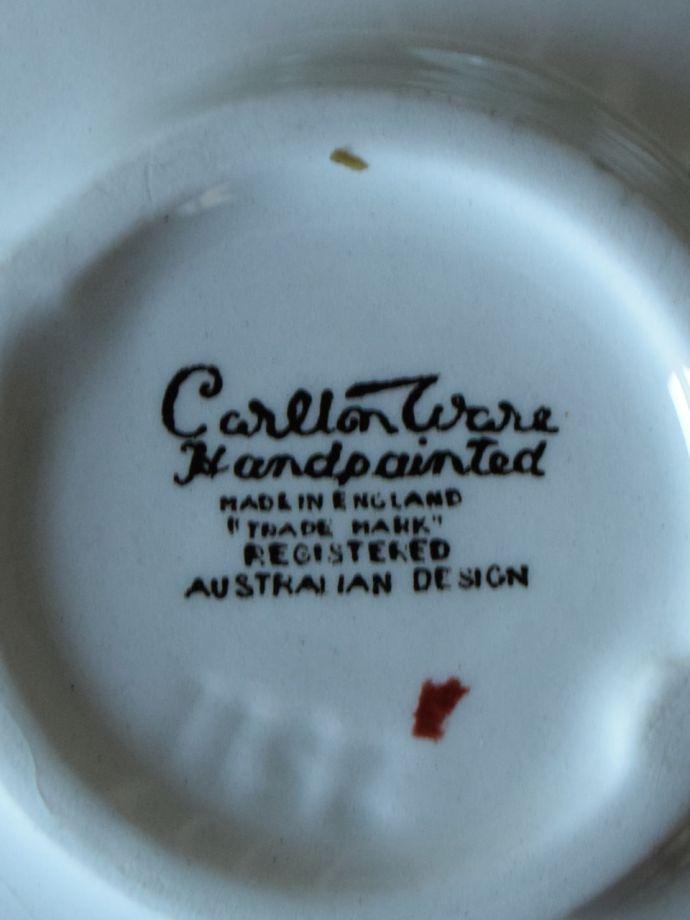 Carlton Ware
Handpainted
MADE IN ENGLAND
"TRADE MARK"
REGISTERED
AUSTRALIAN DESIGN